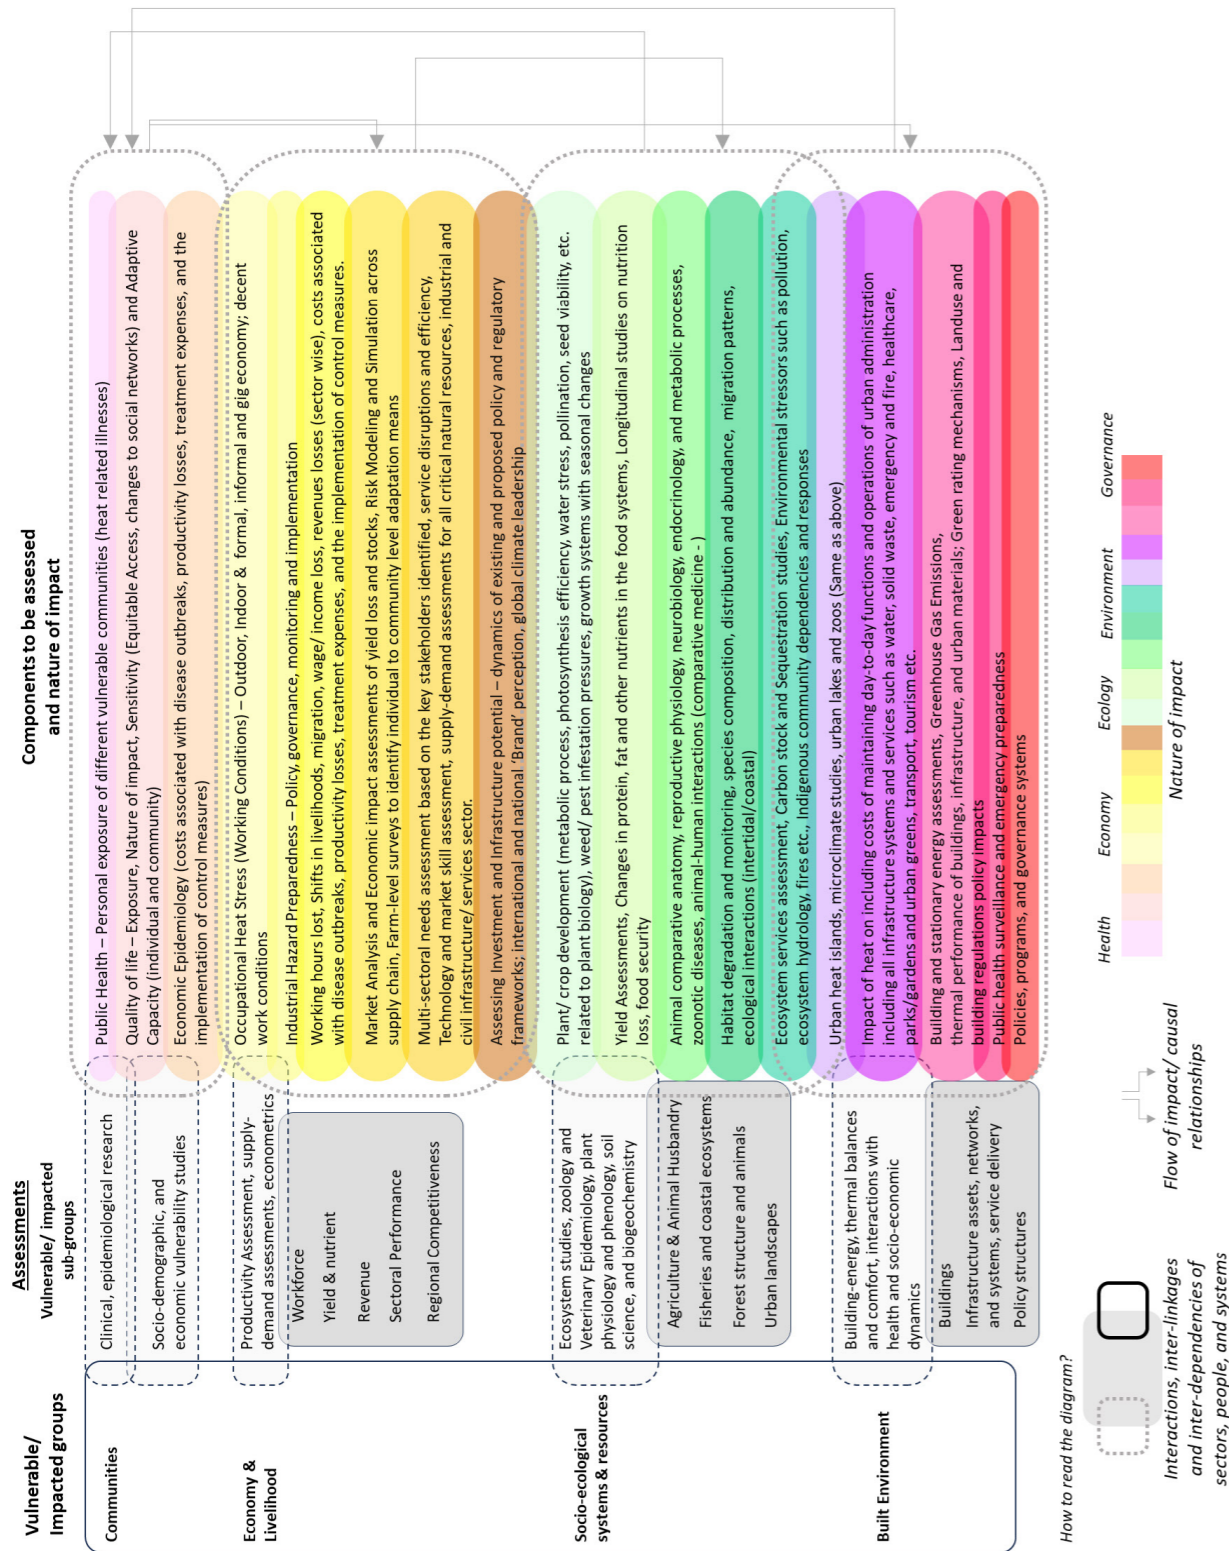 Vulnerable/
Impacted groups
Assessments
Vulnerable/ impacted
sub-groups
Components to be assessed
and nature of impact
Communities
Clinical, epidemiological research
Socio-demographic, and
economic vulnerability studies
Public Health – Personal exposure of different vulnerable communities (heat related illnesses)
Quality of life – Exposure, Nature of impact, Sensitivity (Equitable Access, changes to social networks) and Adaptive
Capacity (individual and community)
Economic Epidemiology (costs associated with disease outbreaks, productivity losses, treatment expenses, and the
implementation of control measures)
Economy &
Livelihood
Productivity Assessment, supply-
demand assessments, econometrics
Workforce
Yield & nutrient
Revenue
Sectoral Performance
Regional Competitiveness
Occupational Heat Stress (Working Conditions) – Outdoor, Indoor & formal, informal and gig economy; decent
work conditions
Industrial Hazard Preparedness – Policy, governance, monitoring and implementation
Working hours lost, Shifts in livelihoods, migration, wage/ income loss, revenues losses (sector wise), costs associated
with disease outbreaks, productivity losses, treatment expenses, and the implementation of control measures.
Market Analysis and Economic impact assessments of yield loss and stocks, Risk Modeling and Simulation across
supply chain, Farm-level surveys to identify individual to community level adaptation means
Multi-sectoral needs assessment based on the key stakeholders identified, service disruptions and efficiency,
Technology and market skill assessment, supply-demand assessments for all critical natural resources, industrial and
civil infrastructure/ services sector.
Assessing Investment and Infrastructure potential – dynamics of existing and proposed policy and regulatory
frameworks; international and national ‘Brand’ perception, global climate leadership
Socio-ecological
systems & resources
Ecosystem studies, zoology and
Veterinary Epidemiology, plant
physiology and phenology, soil
science, and biogeochemistry
Agriculture & Animal Husbandry
Fisheries and coastal ecosystems
Forest structure and animals
Urban landscapes
Plant/ crop development (metabolic process, photosynthesis efficiency, water stress, pollination, seed viability, etc.
related to plant biology), weed/ pest infestation pressures, growth systems with seasonal changes
Yield Assessments, Changes in protein, fat and other nutrients in the food systems, Longitudinal studies on nutrition
loss, food security
Animal comparative anatomy, reproductive physiology, neurobiology, endocrinology, and metabolic processes,
zoonotic diseases, animal-human interactions (comparative medicine - )
Habitat degradation and monitoring, species composition, distribution and abundance, migration patterns,
ecological interactions (intertidal/coastal)
Ecosystem services assessment, Carbon stock and Sequestration studies, Environmental stressors such as pollution,
ecosystem hydrology, fires etc., Indigenous community dependencies and responses
Built Environment
Building-energy, thermal balances
and comfort, interactions with
health and socio-economic
dynamics
Buildings
Infrastructure assets, networks,
and systems, service delivery
Policy structures
Urban heat islands, microclimate studies, urban lakes and zoos (Same as above)
Impact of heat on including costs of maintaining day-to-day functions and operations of urban administration
including all infrastructure systems and services such as water, solid waste, emergency and fire, healthcare,
parks/gardens and urban greens, transport, tourism etc.
Building and stationary energy assessments, Greenhouse Gas Emissions,
thermal performance of buildings, infrastructure, and urban materials; Green rating mechanisms, Landuse and
building regulations policy impacts
Public health surveillance and emergency preparedness
Policies, programs, and governance systems
How to read the diagram?
Interactions, inter-linkages
and inter-dependencies of
sectors, people, and systems
Flow of impact/ causal
relationships
Health
Economy
Ecology
Environment
Governance
Nature of impact